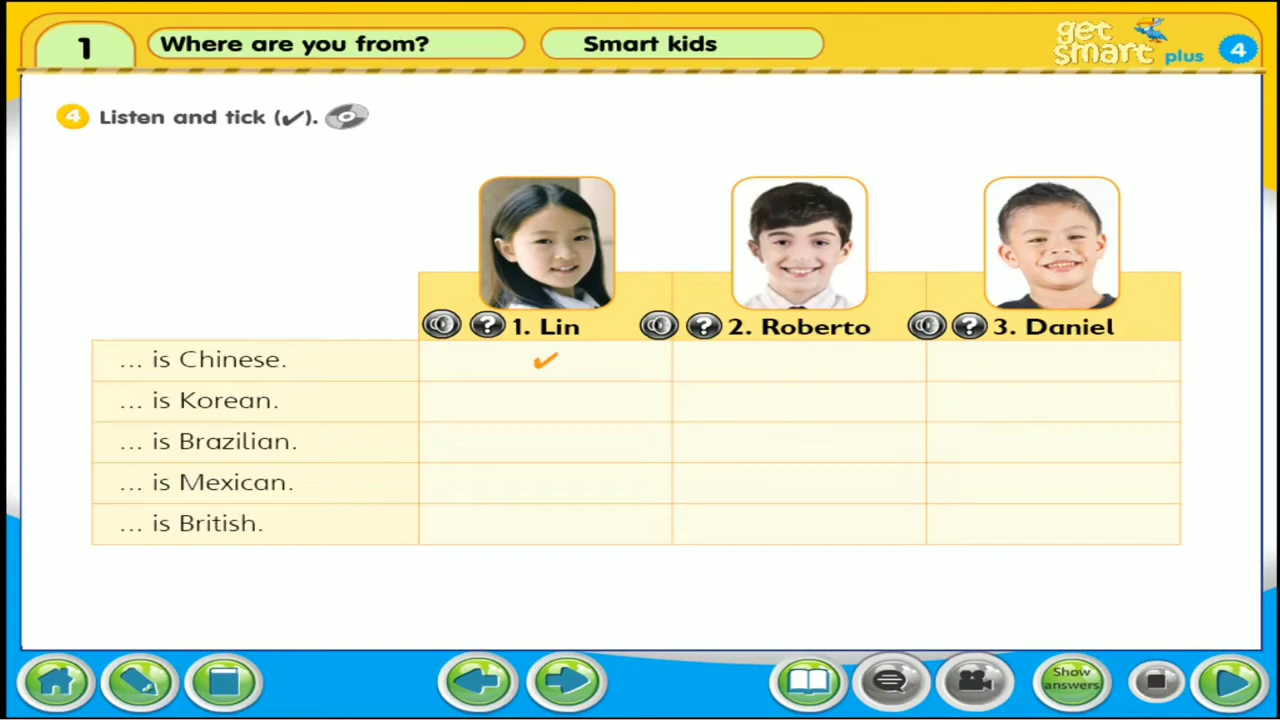 1
Where are you from?
Smart kids
get smart plus 4
4 Listen and tick (✔).
1. Lin
2. Roberto
3. Daniel
... is Chinese. ✔
... is Korean.
... is Brazilian.
... is Mexican.
... is British.
Show answers